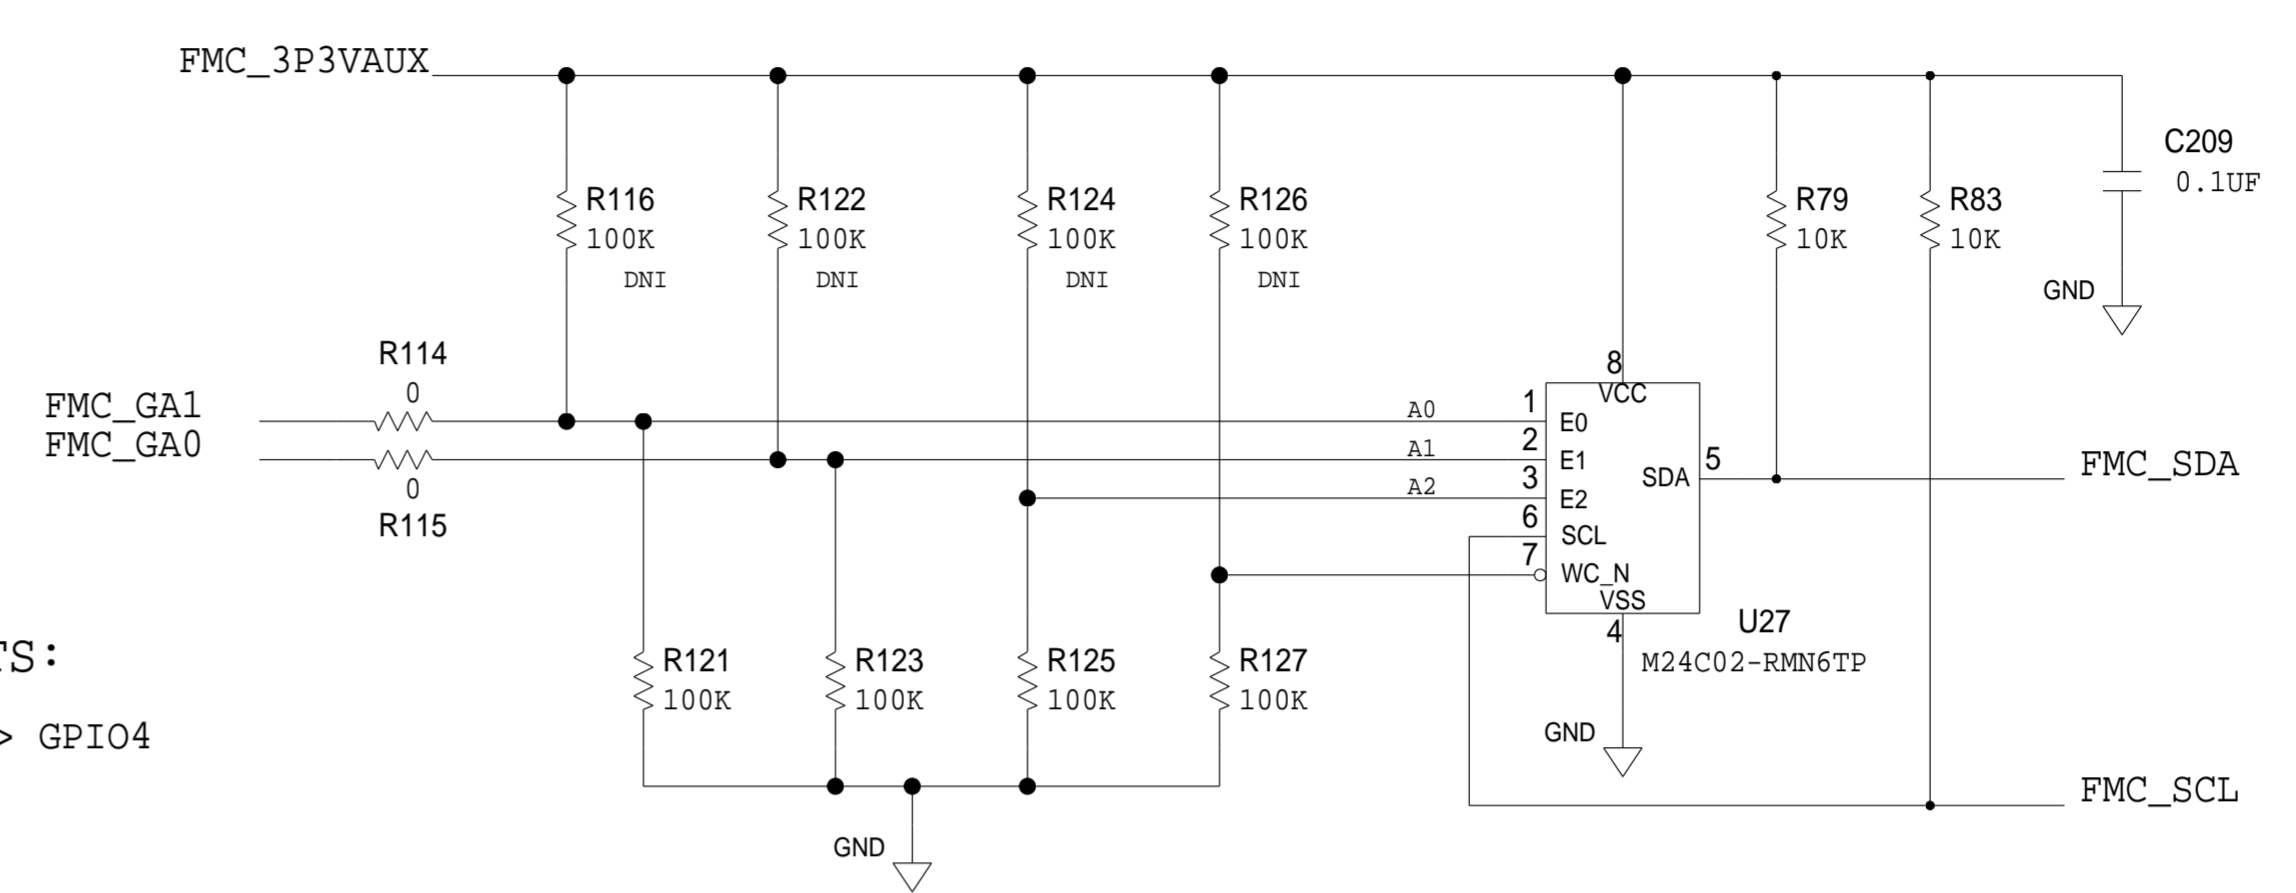 FMC_3P3VAUX
C209
0.1UF
R116
100K
DNI
R122
100K
DNI
R124
100K
DNI
R126
100K
DNI
R79
10K
R83
10K
GND
R114
0
FMC_GA1
FMC_GA0
0
R115
A0
A1
A2
1
2
3
6
7
8
VCC
E0
E1
E2
SCL
WC_N
VSS
SDA
5
4
FMC_SDA
U27
M24C02-RMN6TP
TS:
> GPIO4
R121
100K
R123
100K
R125
100K
R127
100K
GND
FMC_SCL
GND